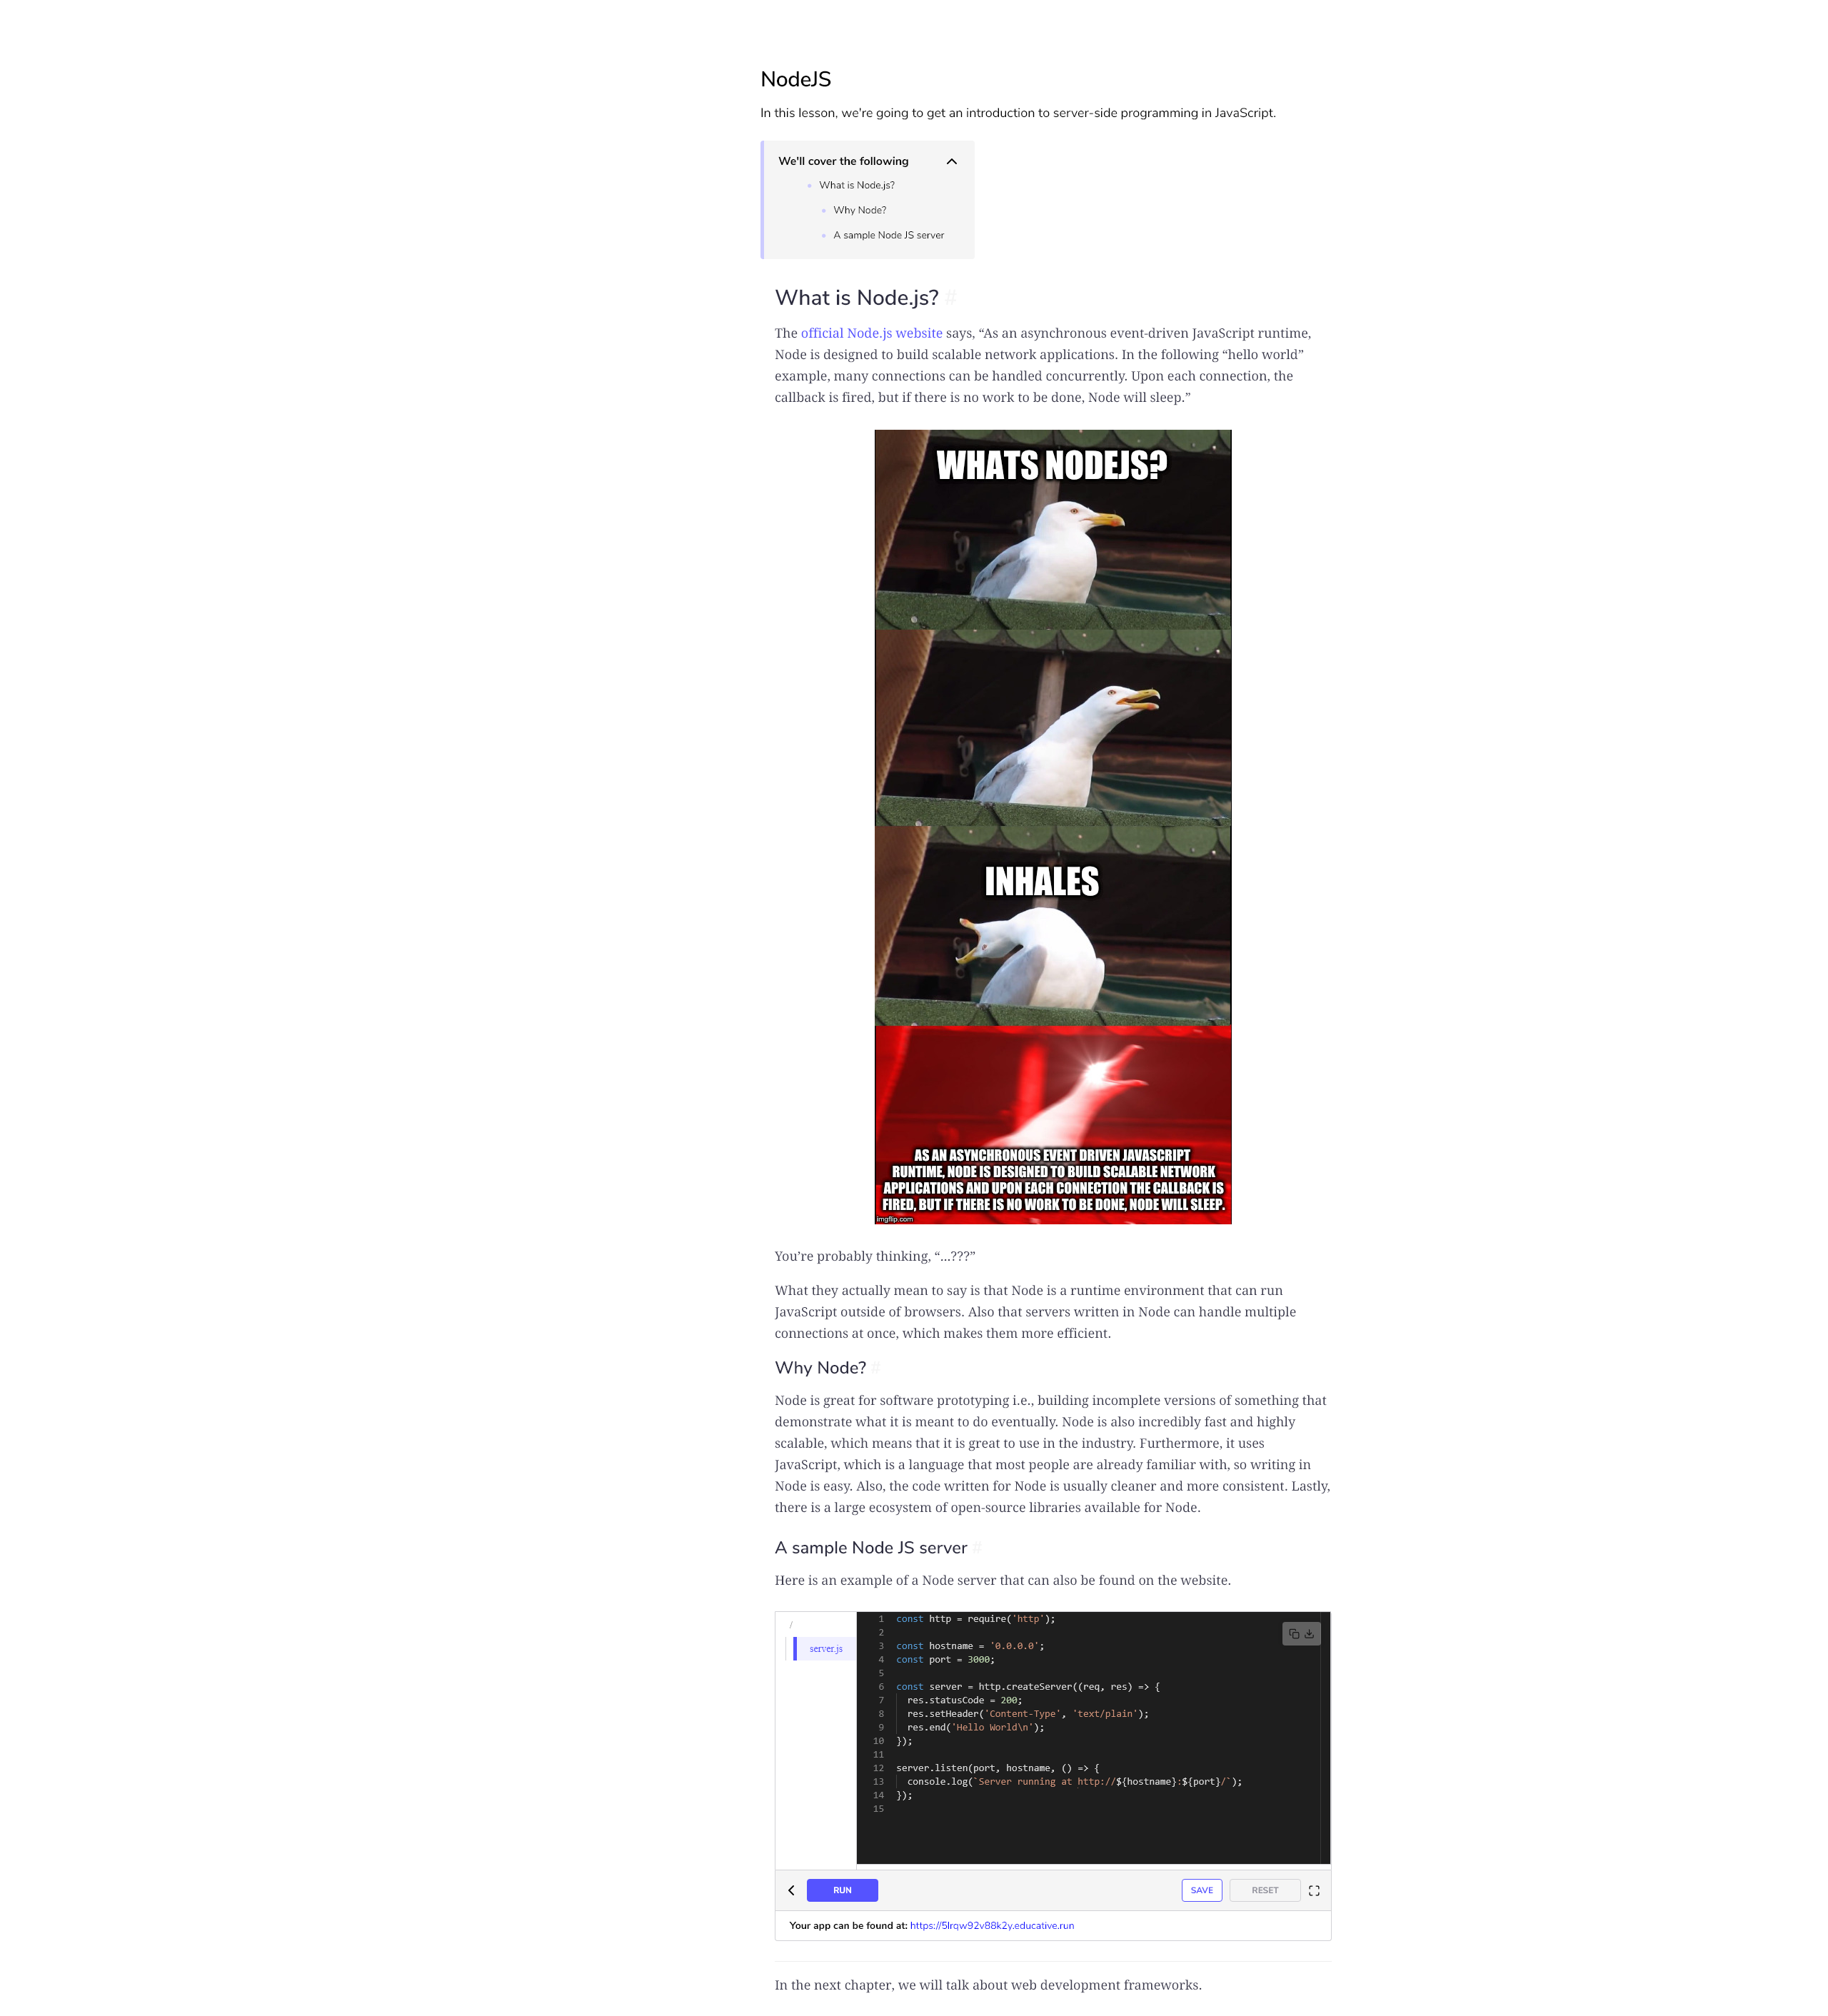 NodeJS
In this lesson, we're going to get an introduction to server-side programming in JavaScript.
We'll cover the following
What is Node.js?
Why Node?
A sample Node JS server
What is Node.js? #
The official Node.js website says, “As an asynchronous event-driven JavaScript runtime,
Node is designed to build scalable network applications. In the following “hello world”
example, many connections can be handled concurrently. Upon each connection, the
callback is fired, but if there is no work to be done, Node will sleep.”
WHATS NODEJS?
INHALES
AS AN ASYNCHRONOUS EVENT DRIVEN JAVASCRIPT
RUNTIME, NODE IS DESIGNED TO BUILD SCALABLE NETWORK
APPLICATIONS AND UPON EACH CONNECTION THE CALLBACK IS
FIRED, BUT IF THERE IS NO WORK TO BE DONE, NODE WILL SLEEP.
imgflip.com
You’re probably thinking, “…???”
What they actually mean to say is that Node is a runtime environment that can run
JavaScript outside of browsers. Also that servers written in Node can handle multiple
connections at once, which makes them more efficient.
Why Node? #
Node is great for software prototyping i.e., building incomplete versions of something that
demonstrate what it is meant to do eventually. Node is also incredibly fast and highly
scalable, which means that it is great to use in the industry. Furthermore, it uses
JavaScript, which is a language that most people are already familiar with, so writing in
Node is easy. Also, the code written for Node is usually cleaner and more consistent. Lastly,
there is a large ecosystem of open-source libraries available for Node.
A sample Node JS server #
Here is an example of a Node server that can also be found on the website.
/
server.js
1 const http = require('http');
2
3 const hostname = '0.0.0.0';
4 const port = 3000;
5
6 const server = http.createServer((req, res) => {
7 res.statusCode = 200;
8 res.setHeader('Content-Type', 'text/plain');
9 res.end('Hello World\n');
10 });
11
12 server.listen(port, hostname, () => {
13 console.log(`Server running at http://${hostname}:${port}/`);
14 });
15
RUN
SAVE
RESET
Your app can be found at: https://5lrqw92v88k2y.educative.run
In the next chapter, we will talk about web development frameworks.